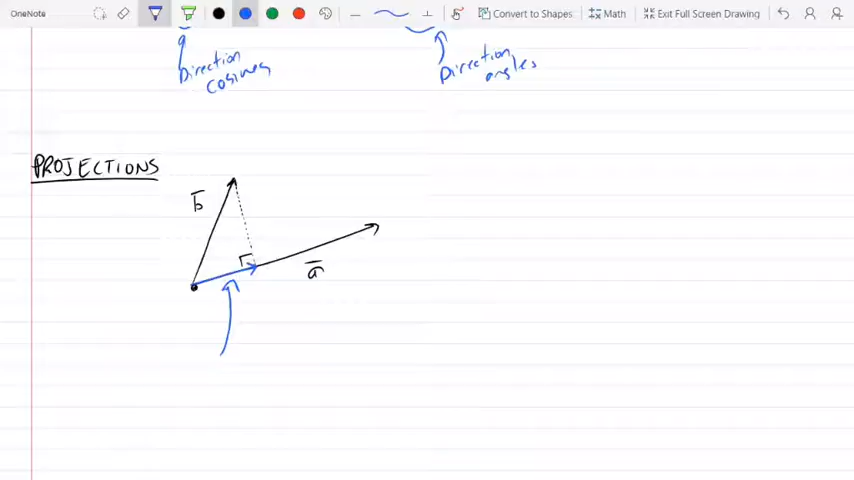 OneNote
Convert to Shapes
Math
Exit Full Screen Drawing
Direction
cosines
Direction
angles
PROJECTIONS
b̄
ā